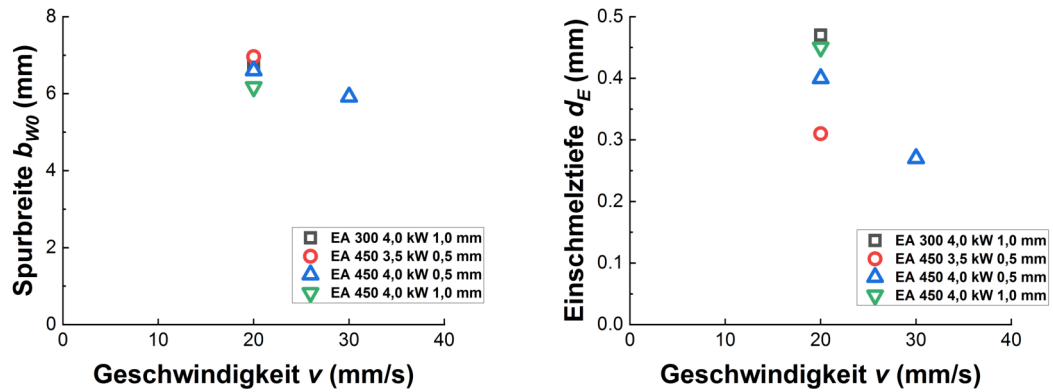 Spurbreite b_W0 (mm)
8
6
4
2
0
EA 300 4,0 kW 1,0 mm
EA 450 3,5 kW 0,5 mm
EA 450 4,0 kW 0,5 mm
EA 450 4,0 kW 1,0 mm
0 10 20 30 40
Geschwindigkeit v (mm/s)
Einschmelztiefe d_E (mm)
0.5
0.4
0.3
0.2
0.1
0.0
EA 300 4,0 kW 1,0 mm
EA 450 3,5 kW 0,5 mm
EA 450 4,0 kW 0,5 mm
EA 450 4,0 kW 1,0 mm
0 10 20 30 40
Geschwindigkeit v (mm/s)